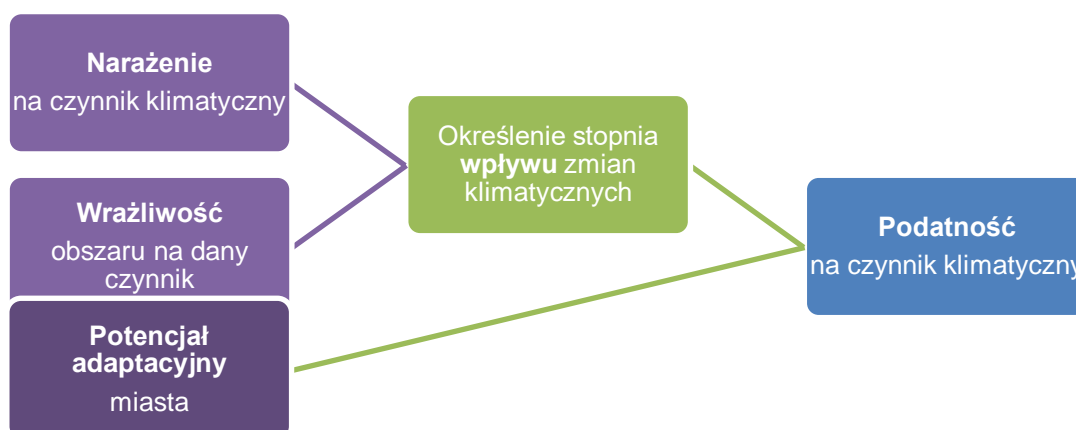 Narażenie
na czynnik klimatyczny
Wrażliwość
obszaru na dany
czynnik
Potencjał
adaptacyjny
miasta
Określenie stopnia
wpływu zmian
klimatycznych
Podatność
na czynnik klimatyczny